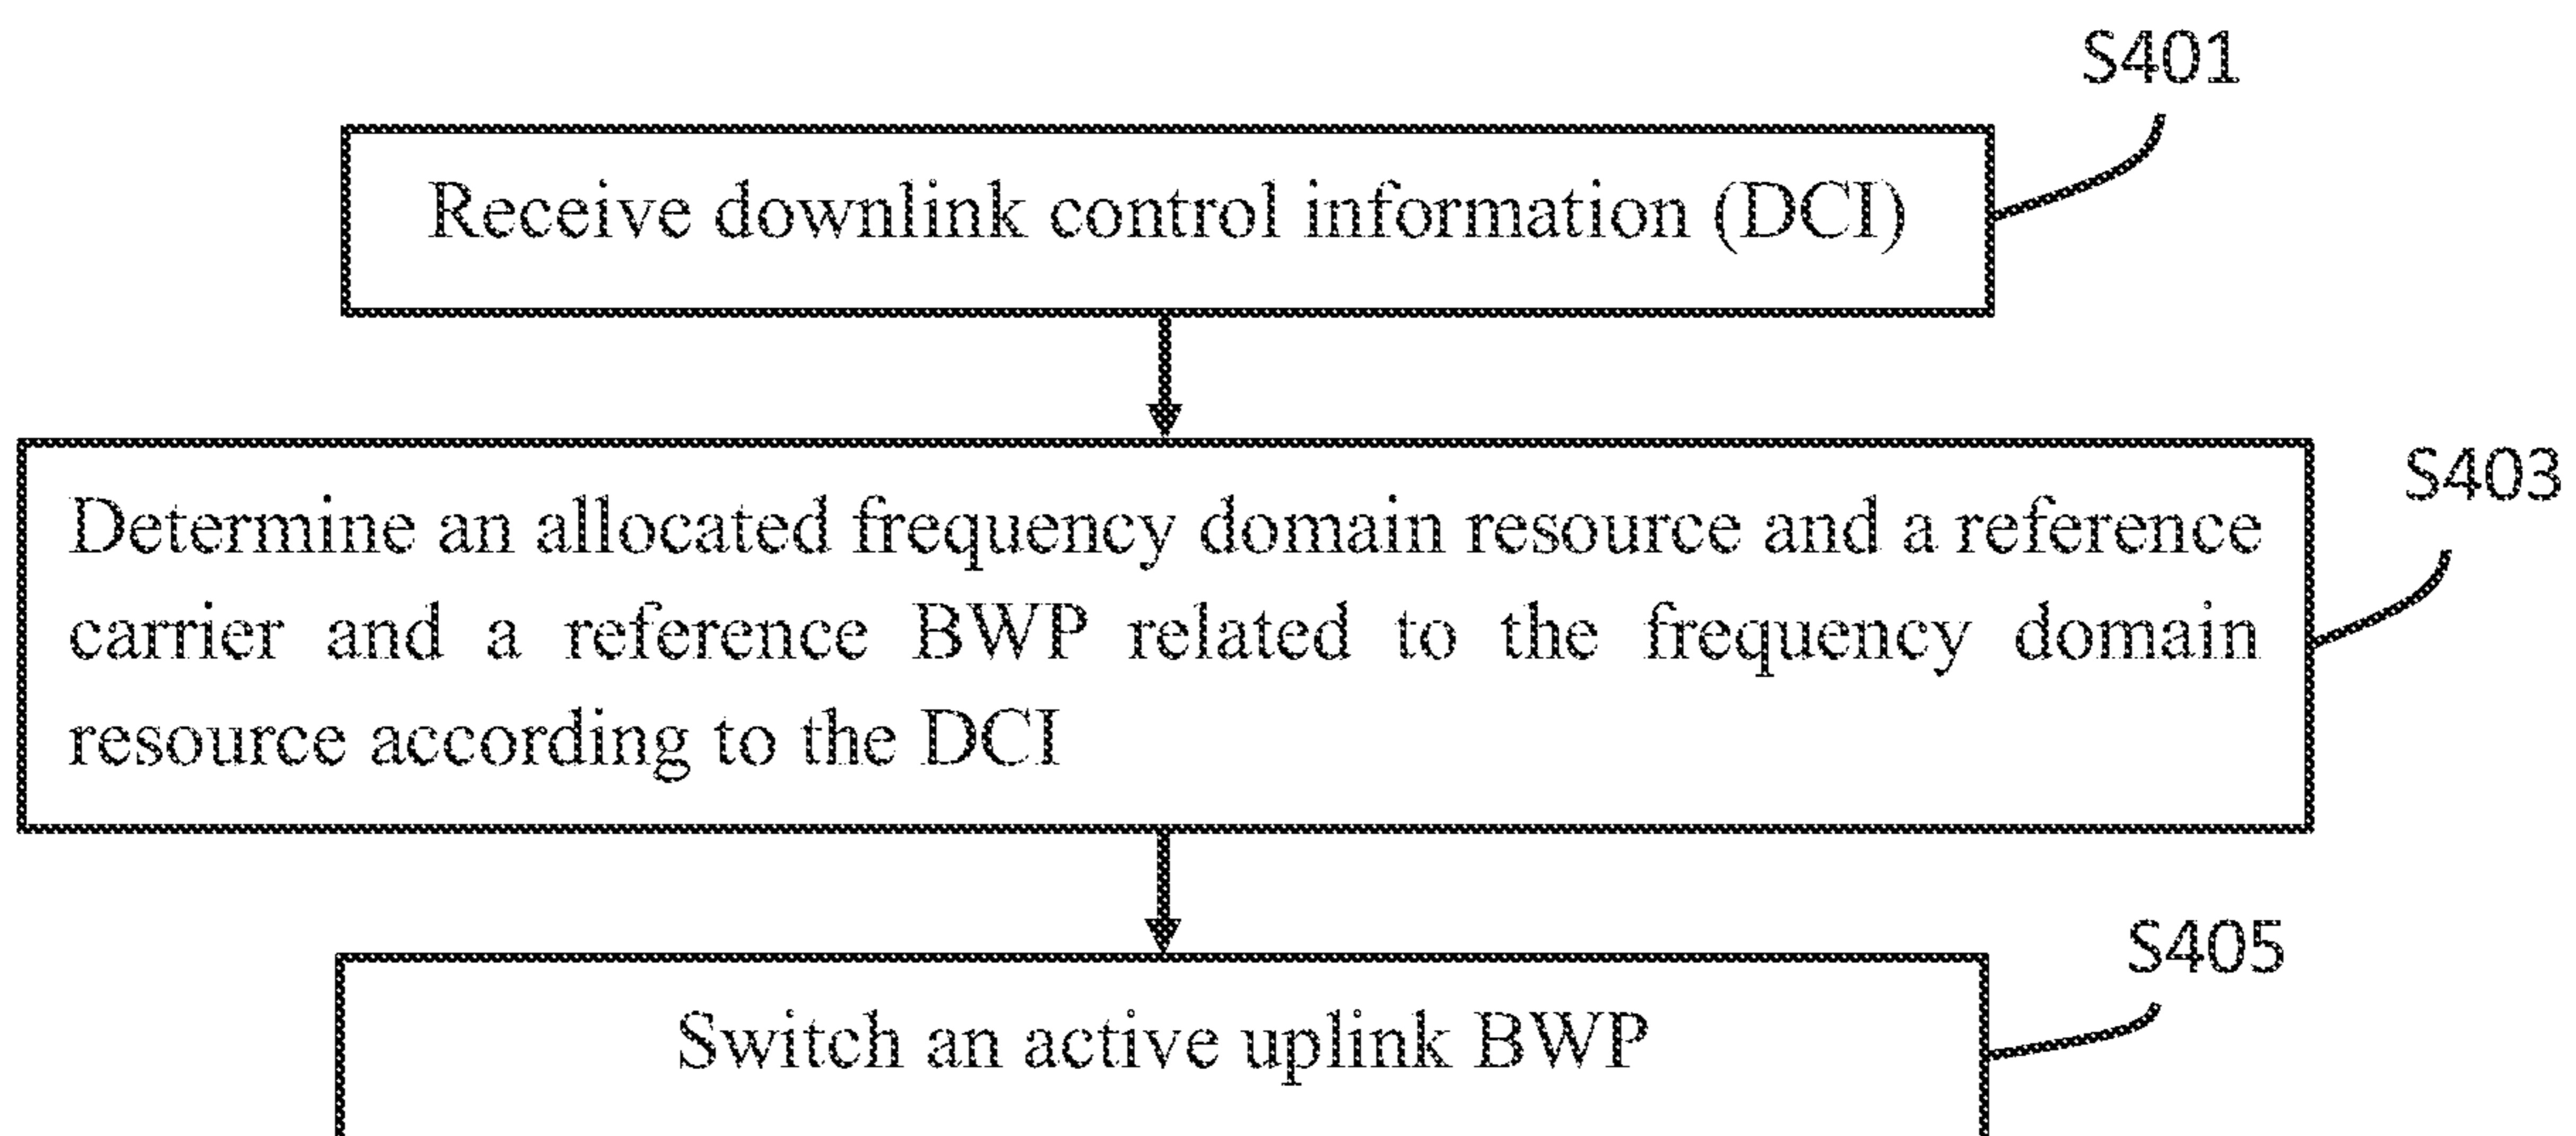 S401
Receive downlink control information (DCI)
S403
Determine an allocated frequency domain resource and a reference
carrier and a reference BWP related to the frequency domain
resource according to the DCI
S405
Switch an active uplink BWP